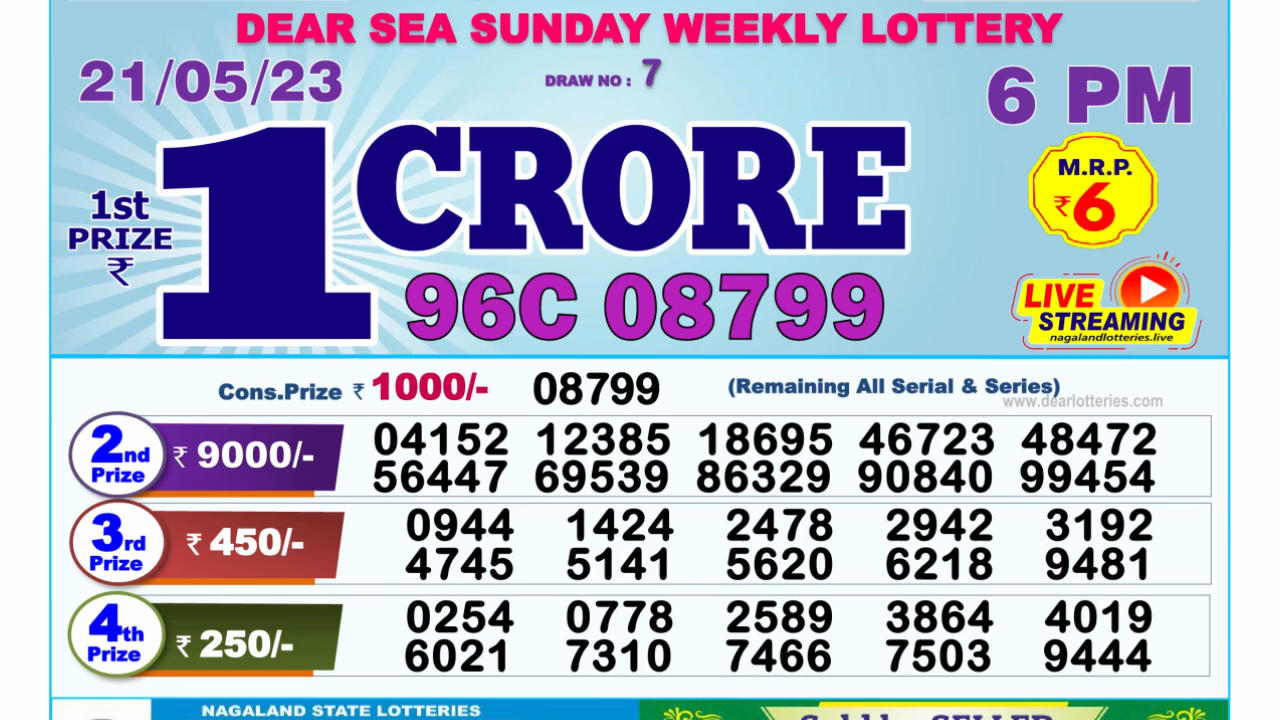 DEAR SEA SUNDAY WEEKLY LOTTERY
21/05/23
DRAW NO : 7
6 PM
1st
PRIZE
₹
1 CRORE
96C 08799
M.R.P.
₹6
LIVE
STREAMING
nagalandlotteries.live
Cons.Prize ₹ 1000/- 08799 (Remaining All Serial & Series)
www.dearlotteries.com
2nd Prize ₹ 9000/-
04152 12385 18695 46723 48472
56447 69539 86329 90840 99454
3rd Prize ₹ 450/-
0944 1424 2478 2942 3192
4745 5141 5620 6218 9481
4th Prize ₹ 250/-
0254 0778 2589 3864 4019
6021 7310 7466 7503 9444
NAGALAND STATE LOTTERIES